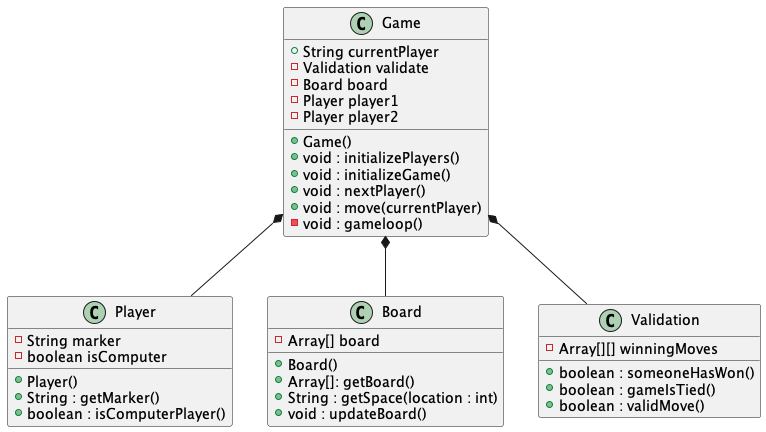 C Game
String currentPlayer
Validation validate
Board board
Player player1
Player player2
Game()
void : initializePlayers()
void : initializeGame()
void : nextPlayer()
void : move(currentPlayer)
void : gameloop()
C Player
String marker
boolean isComputer
Player()
String : getMarker()
boolean : isComputerPlayer()
C Board
Array[] board
Board()
Array[]: getBoard()
String : getSpace(location : int)
void : updateBoard()
C Validation
Array[][] winningMoves
boolean : someoneHasWon()
boolean : gameIsTied()
boolean : validMove()